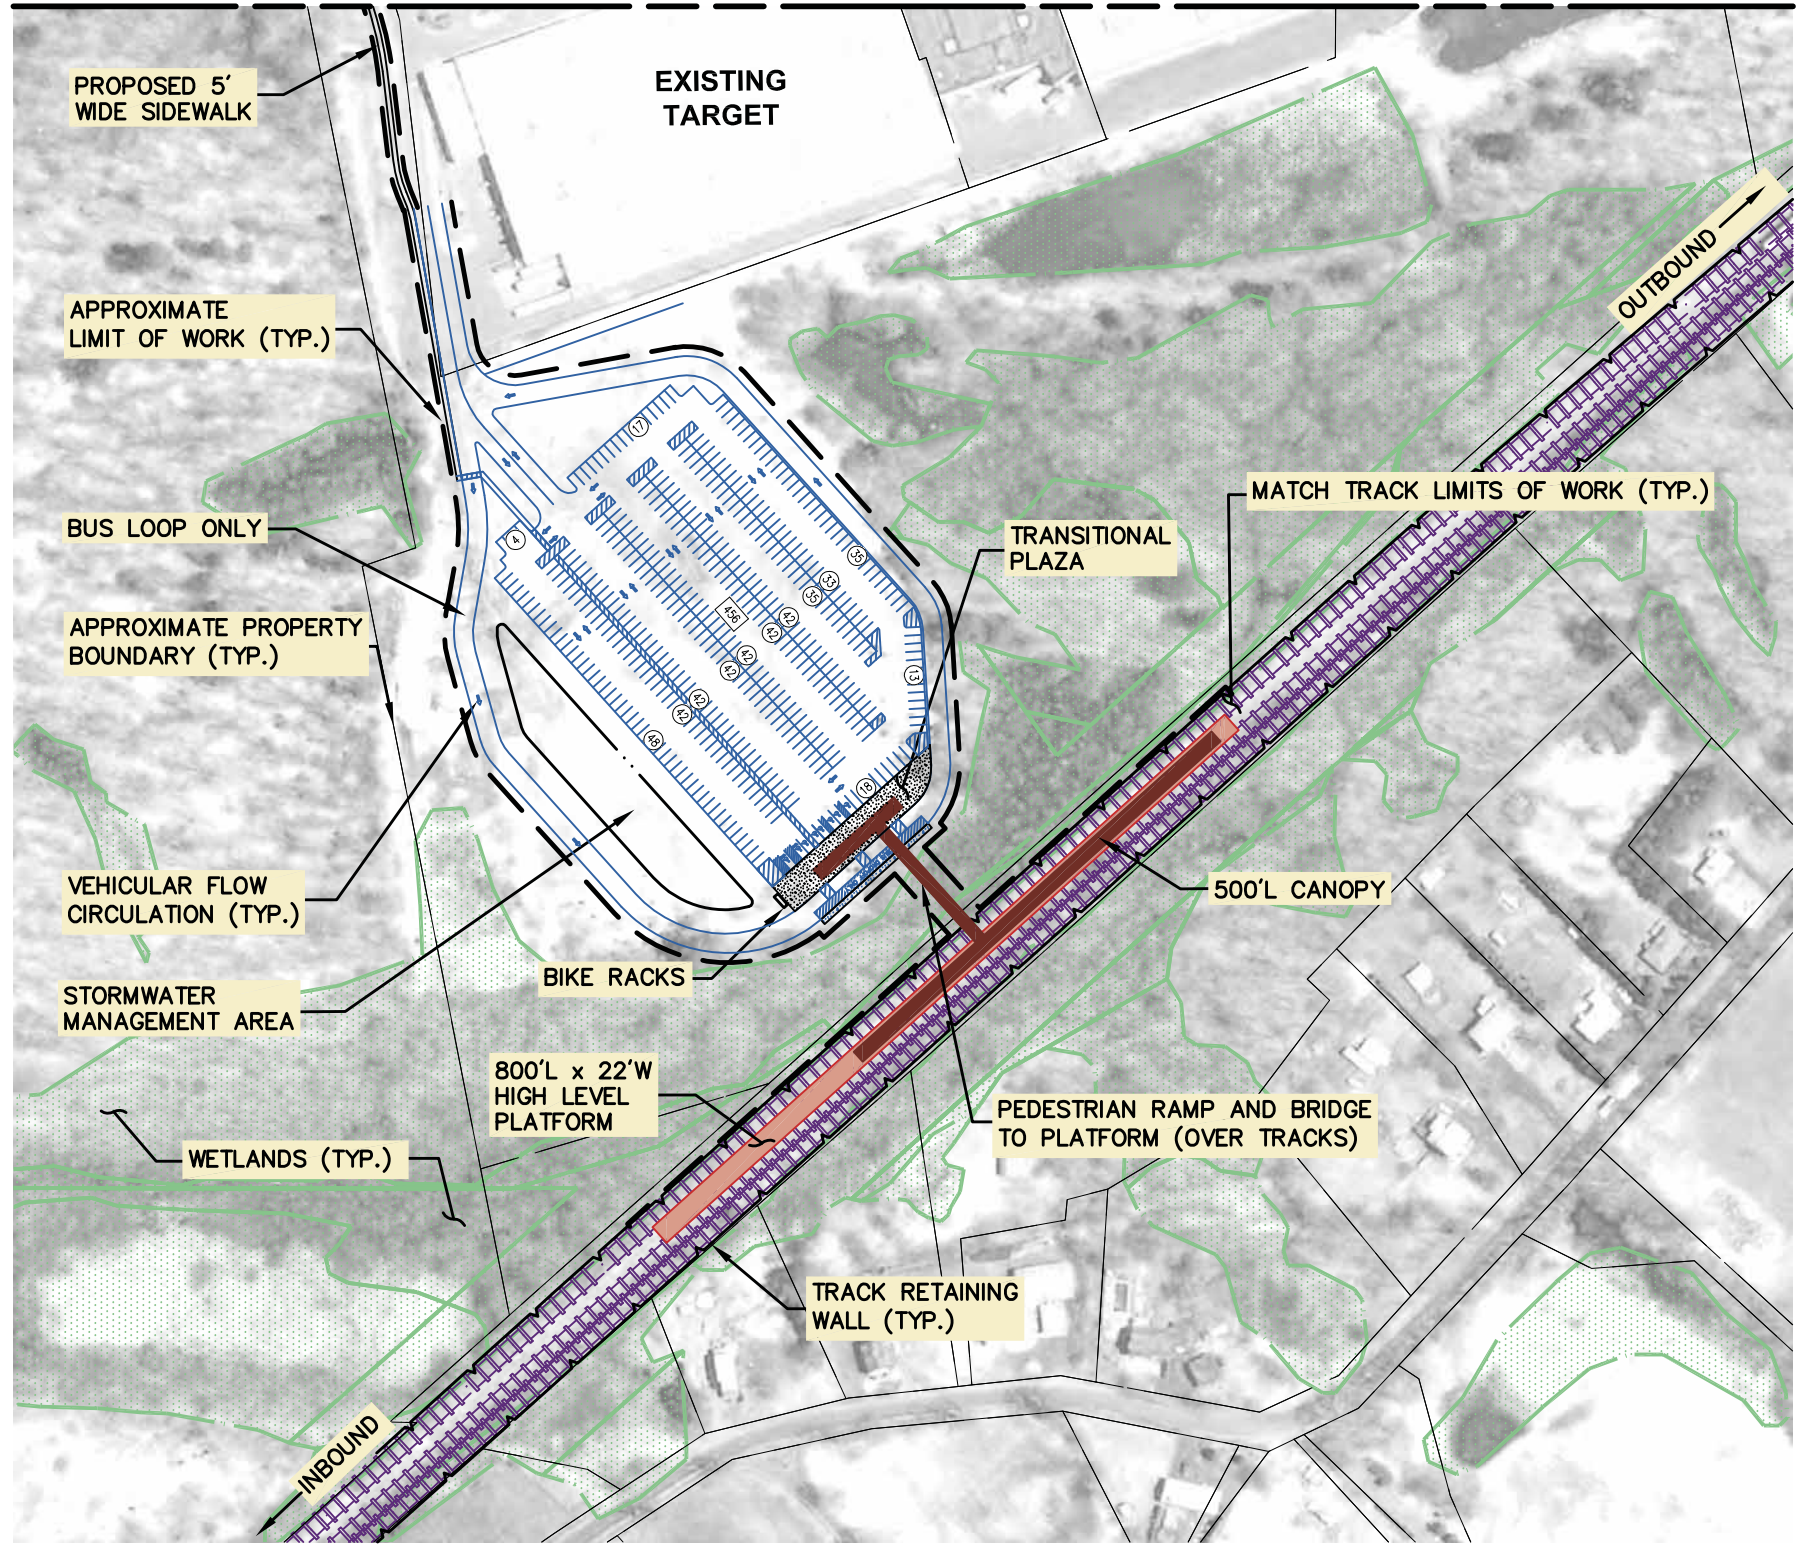 EXISTING
TARGET
PROPOSED 5'
WIDE SIDEWALK
OUTBOUND
APPROXIMATE
LIMIT OF WORK (TYP.)
17
MATCH TRACK LIMITS OF WORK (TYP.)
BUS LOOP ONLY
4
TRANSITIONAL
PLAZA
35
33
35
456
42
42
APPROXIMATE PROPERTY
BOUNDARY (TYP.)
42
42
13
42
42
48
18
VEHICULAR FLOW
CIRCULATION (TYP.)
500'L CANOPY
BIKE RACKS
STORMWATER
MANAGEMENT AREA
800'L x 22'W
HIGH LEVEL
PLATFORM
PEDESTRIAN RAMP AND BRIDGE
TO PLATFORM (OVER TRACKS)
WETLANDS (TYP.)
TRACK RETAINING
WALL (TYP.)
INBOUND